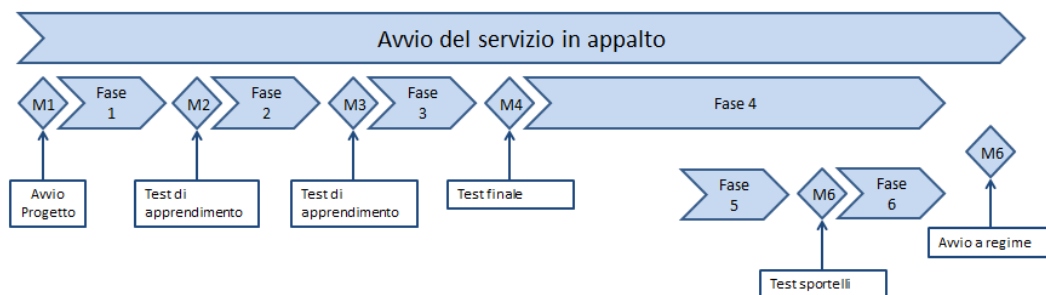 Avvio del servizio in appalto
M1
Fase
1
M2
Fase
2
M3
Fase
3
M4
Fase 4
Avvio
Progetto
Test di
apprendimento
Test di
apprendimento
Test finale
Fase
5
M6
Fase
6
M6
Avvio a regime
Test sportelli